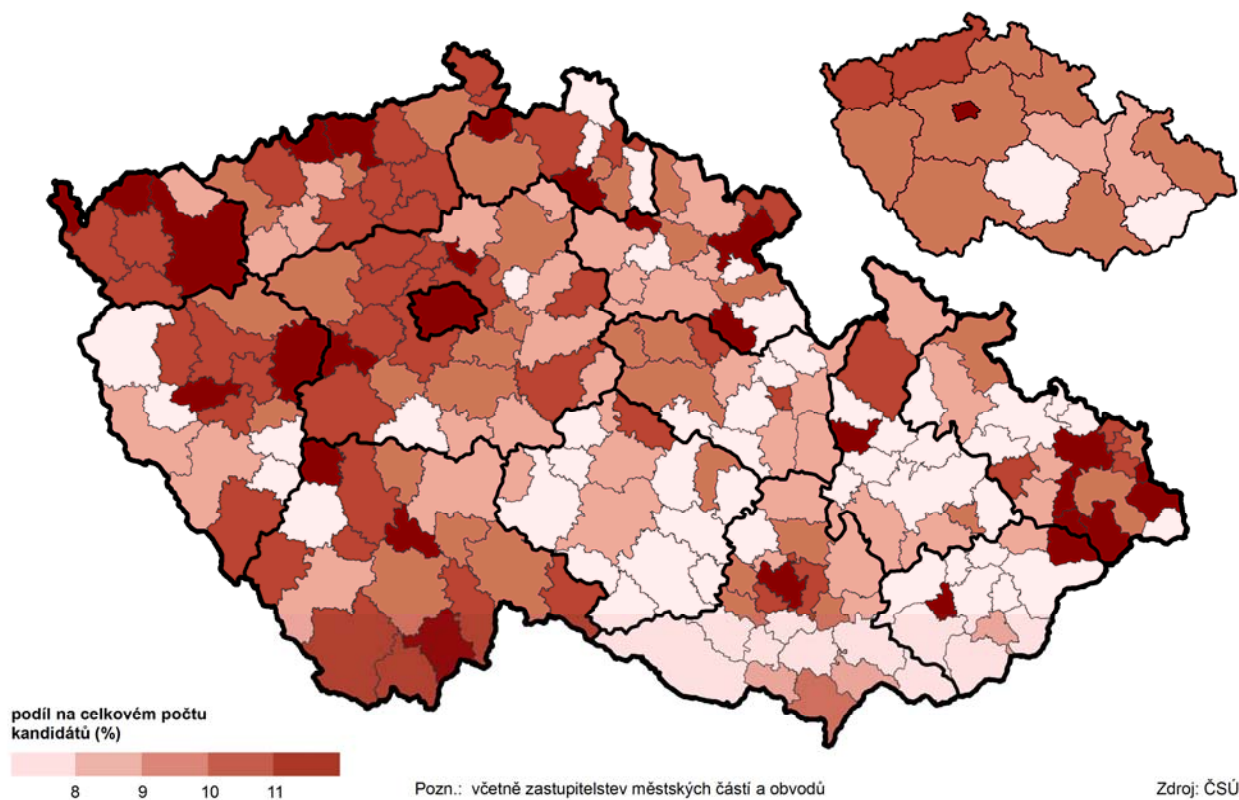 podíl na celkovém počtu
kandidátů (%)
8 9 10 11
Pozn.: včetně zastupitelstev městských částí a obvodů
Zdroj: ČSÚ